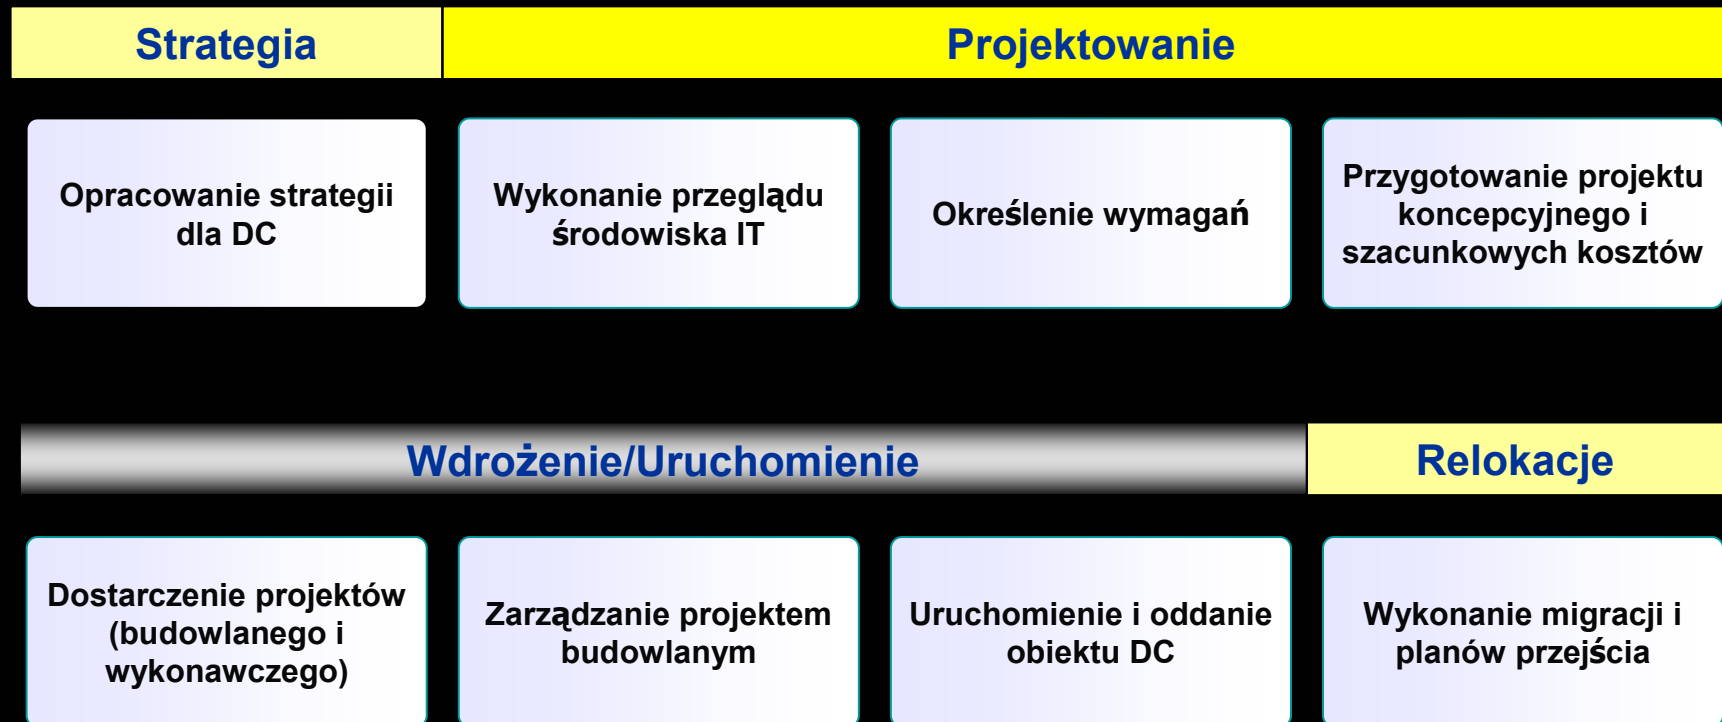 Strategia
Projektowanie
Opracowanie strategii
dla DC
Wykonanie przeglądu
środowiska IT
Określenie wymagań
Przygotowanie projektu
koncepcyjnego i
szacunkowych kosztów
Wdrożenie/Uruchomienie
Relokacje
Dostarczenie projektów
(budowlanego i
wykonawczego)
Zarządzanie projektem
budowlanym
Uruchomienie i oddanie
obiektu DC
Wykonanie migracji i
planów przejścia